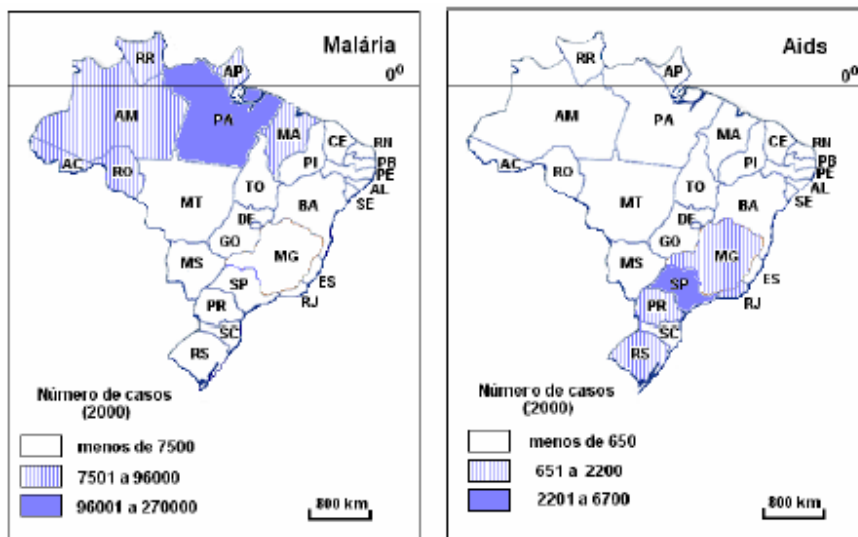 Malária
0º
RR
AP
AM
PA
MA
CE
RN
PB
PE
AL
SE
PI
AC
RO
TO
MT
BA
DF
GO
MG
MS
ES
SP
RJ
PR
SC
RS
Número de casos
(2000)
menos de 7500
7501 a 96000
96001 a 270000
800 km
Aids
0º
RR
AP
AM
PA
MA
CE
RN
PB
PE
AL
SE
PI
AC
RO
TO
MT
BA
DF
GO
MG
MS
ES
SP
RJ
PR
SC
RS
Número de casos
(2000)
menos de 650
651 a 2200
2201 a 6700
800 km